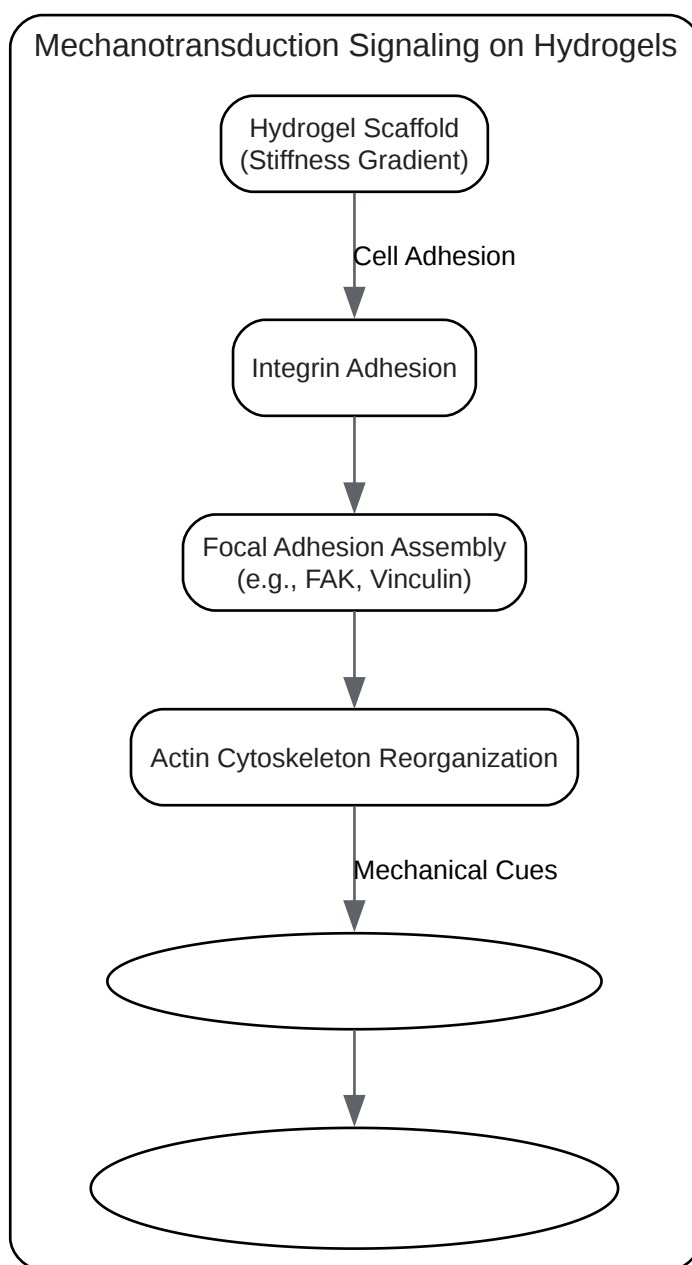 Mechanotransduction Signaling on Hydrogels
Hydrogel Scaffold
(Stiffness Gradient)
Cell Adhesion
Integrin Adhesion
Focal Adhesion Assembly
(e.g., FAK, Vinculin)
Actin Cytoskeleton Reorganization
Mechanical Cues